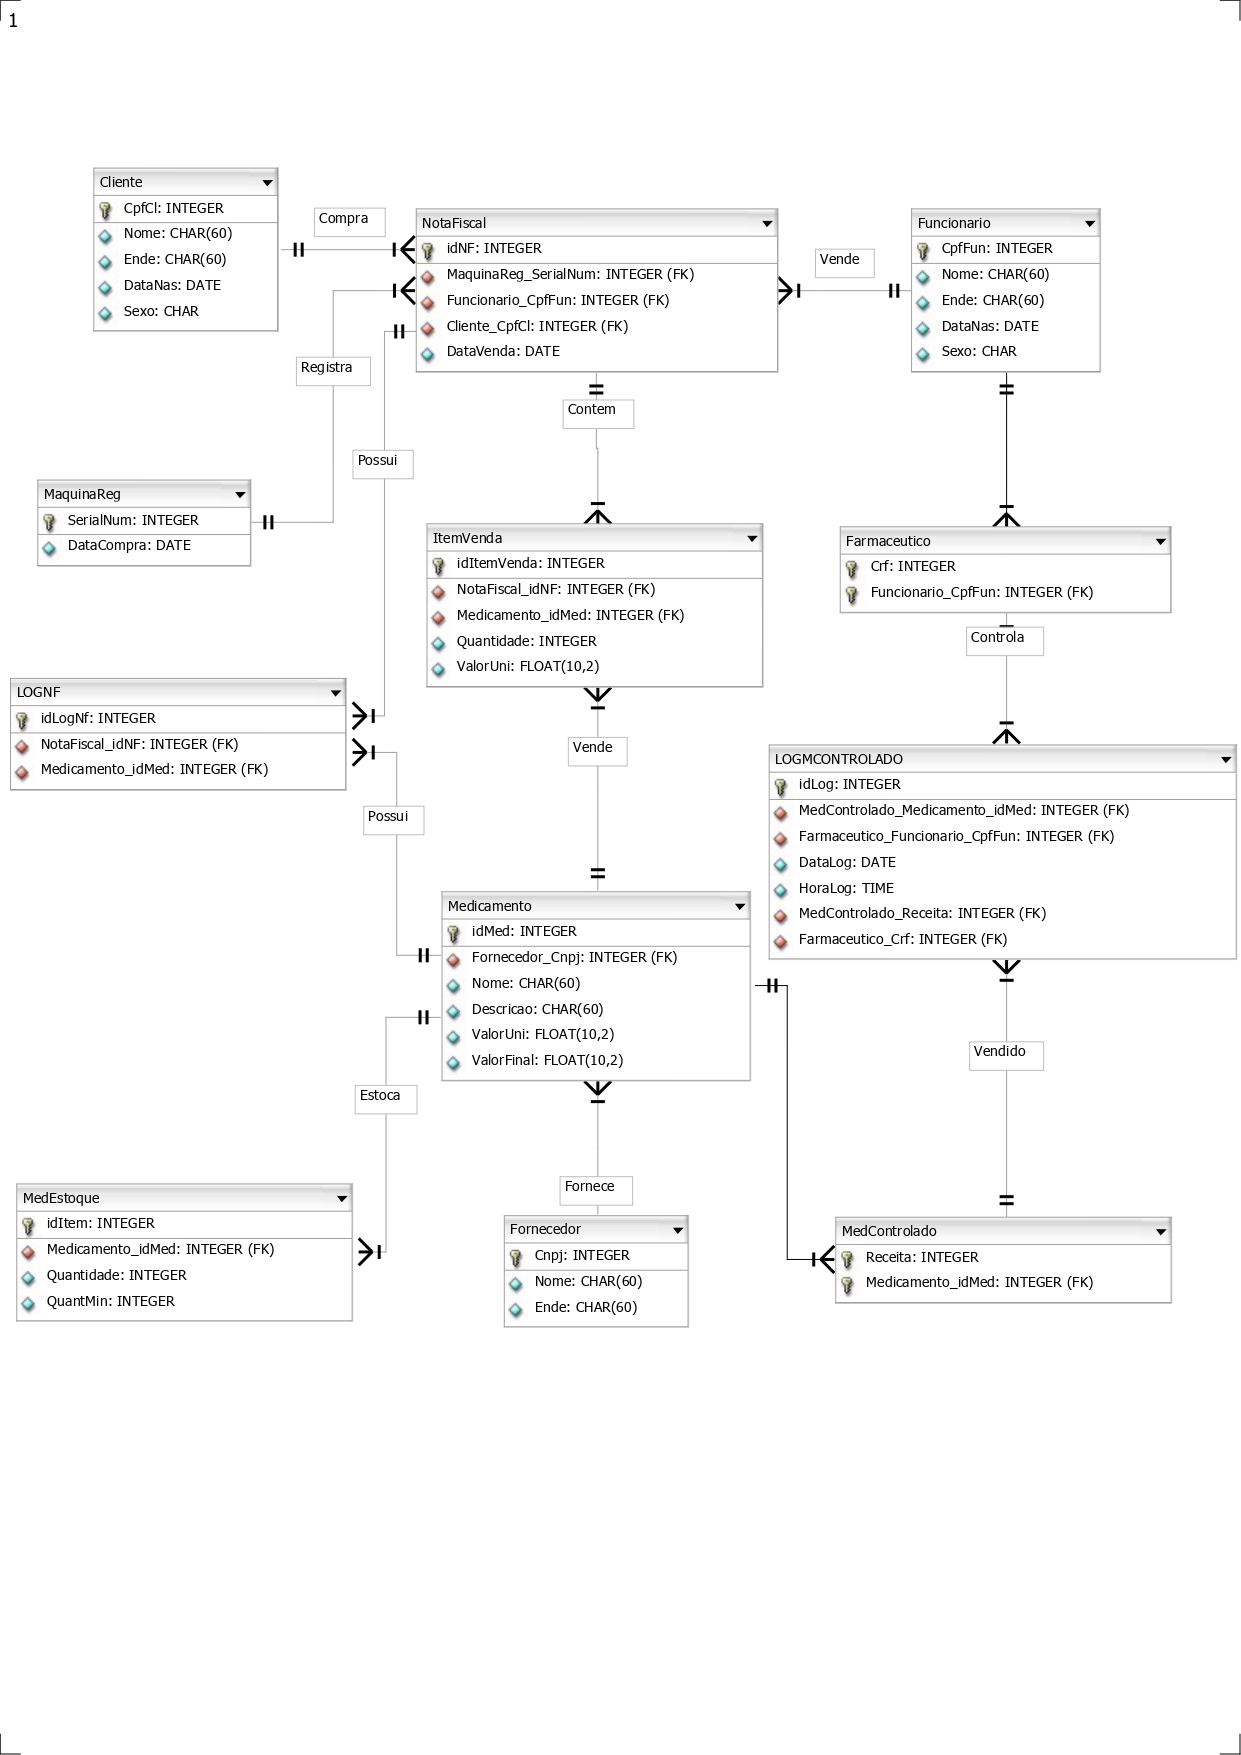 1
Cliente
CpfCl: INTEGER
Nome: CHAR(60)
Ende: CHAR(60)
DataNas: DATE
Sexo: CHAR
Compra
NotaFiscal
idNF: INTEGER
MaquinaReg_SerialNum: INTEGER (FK)
Funcionario_CpfFun: INTEGER (FK)
Cliente_CpfCl: INTEGER (FK)
DataVenda: DATE
Vende
Funcionario
CpfFun: INTEGER
Nome: CHAR(60)
Ende: CHAR(60)
DataNas: DATE
Sexo: CHAR
Registra
Contem
Possui
MaquinaReg
SerialNum: INTEGER
DataCompra: DATE
ItemVenda
idItemVenda: INTEGER
NotaFiscal_idNF: INTEGER (FK)
Medicamento_idMed: INTEGER (FK)
Quantidade: INTEGER
ValorUni: FLOAT(10,2)
Farmaceutico
Crf: INTEGER
Funcionario_CpfFun: INTEGER (FK)
Controla
LOGNF
idLogNf: INTEGER
NotaFiscal_idNF: INTEGER (FK)
Medicamento_idMed: INTEGER (FK)
Vende
LOGMCONTROLADO
idLog: INTEGER
MedControlado_Medicamento_idMed: INTEGER (FK)
Farmaceutico_Funcionario_CpfFun: INTEGER (FK)
DataLog: DATE
HoraLog: TIME
MedControlado_Receita: INTEGER (FK)
Farmaceutico_Crf: INTEGER (FK)
Possui
Medicamento
idMed: INTEGER
Fornecedor_Cnpj: INTEGER (FK)
Nome: CHAR(60)
Descricao: CHAR(60)
ValorUni: FLOAT(10,2)
ValorFinal: FLOAT(10,2)
Vendido
Estoca
Fornece
MedEstoque
idItem: INTEGER
Medicamento_idMed: INTEGER (FK)
Quantidade: INTEGER
QuantMin: INTEGER
Fornecedor
Cnpj: INTEGER
Nome: CHAR(60)
Ende: CHAR(60)
MedControlado
Receita: INTEGER
Medicamento_idMed: INTEGER (FK)